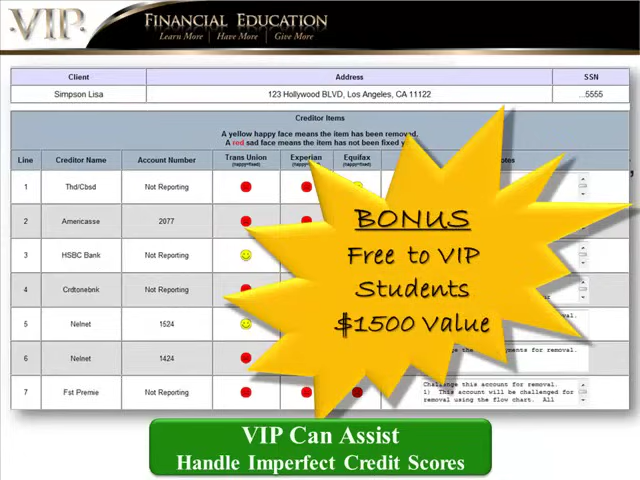 VIP
FINANCIAL EDUCATION
Learn More | Have More | Give More
Client Address SSN
Simpson Lisa 123 Hollywood BLVD, Los Angeles, CA 11122 ...5555
Creditor Items
A yellow happy face means the item has been removed.
A red sad face means the item has not been fixed
Line Creditor Name Account Number Trans Union Experian Equifax
1 Thd/Cbsd Not Reporting
2 Americasse 2077
3 HSBC Bank Not Reporting
4 Crdtonebnk Not Reporting
5 Nelnet 1524
6 Nelnet 1424
for removal.
7 Fst Premie Not Reporting
Challenge this account for removal.
1) This account will be challenged for
removal using the flow chart. All
BONUS
Free to VIP
Students
$1500 Value
VIP Can Assist
Handle Imperfect Credit Scores